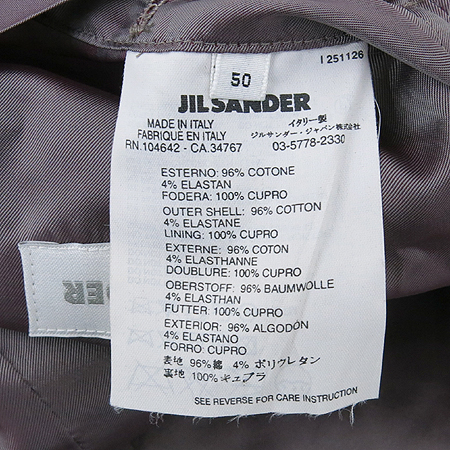 I 251126
50
JIL SANDER
MADE IN ITALY
イタリー製
FABRIQUE EN ITALY
ジルサンダー・ジャパン株式会社
RN.104642 - CA.34767
03-5778-2330
ESTERNO: 96% COTONE
4% ELASTAN
FODERA: 100% CUPRO
OUTER SHELL: 96% COTTON
4% ELASTANE
LINING: 100% CUPRO
EXTERNE: 96% COTON
4% ELASTHANNE
DOUBLURE: 100% CUPRO
OBERSTOFF: 96% BAUMWOLLE
4% ELASTHAN
FUTTER: 100% CUPRO
EXTERIOR: 96% ALGODON
4% ELASTANO
FORRO: CUPRO
表地 96% 綿 4% ポリウレタン
裏地 100% キュプラ
SEE REVERSE FOR CARE INSTRUCTION
DER